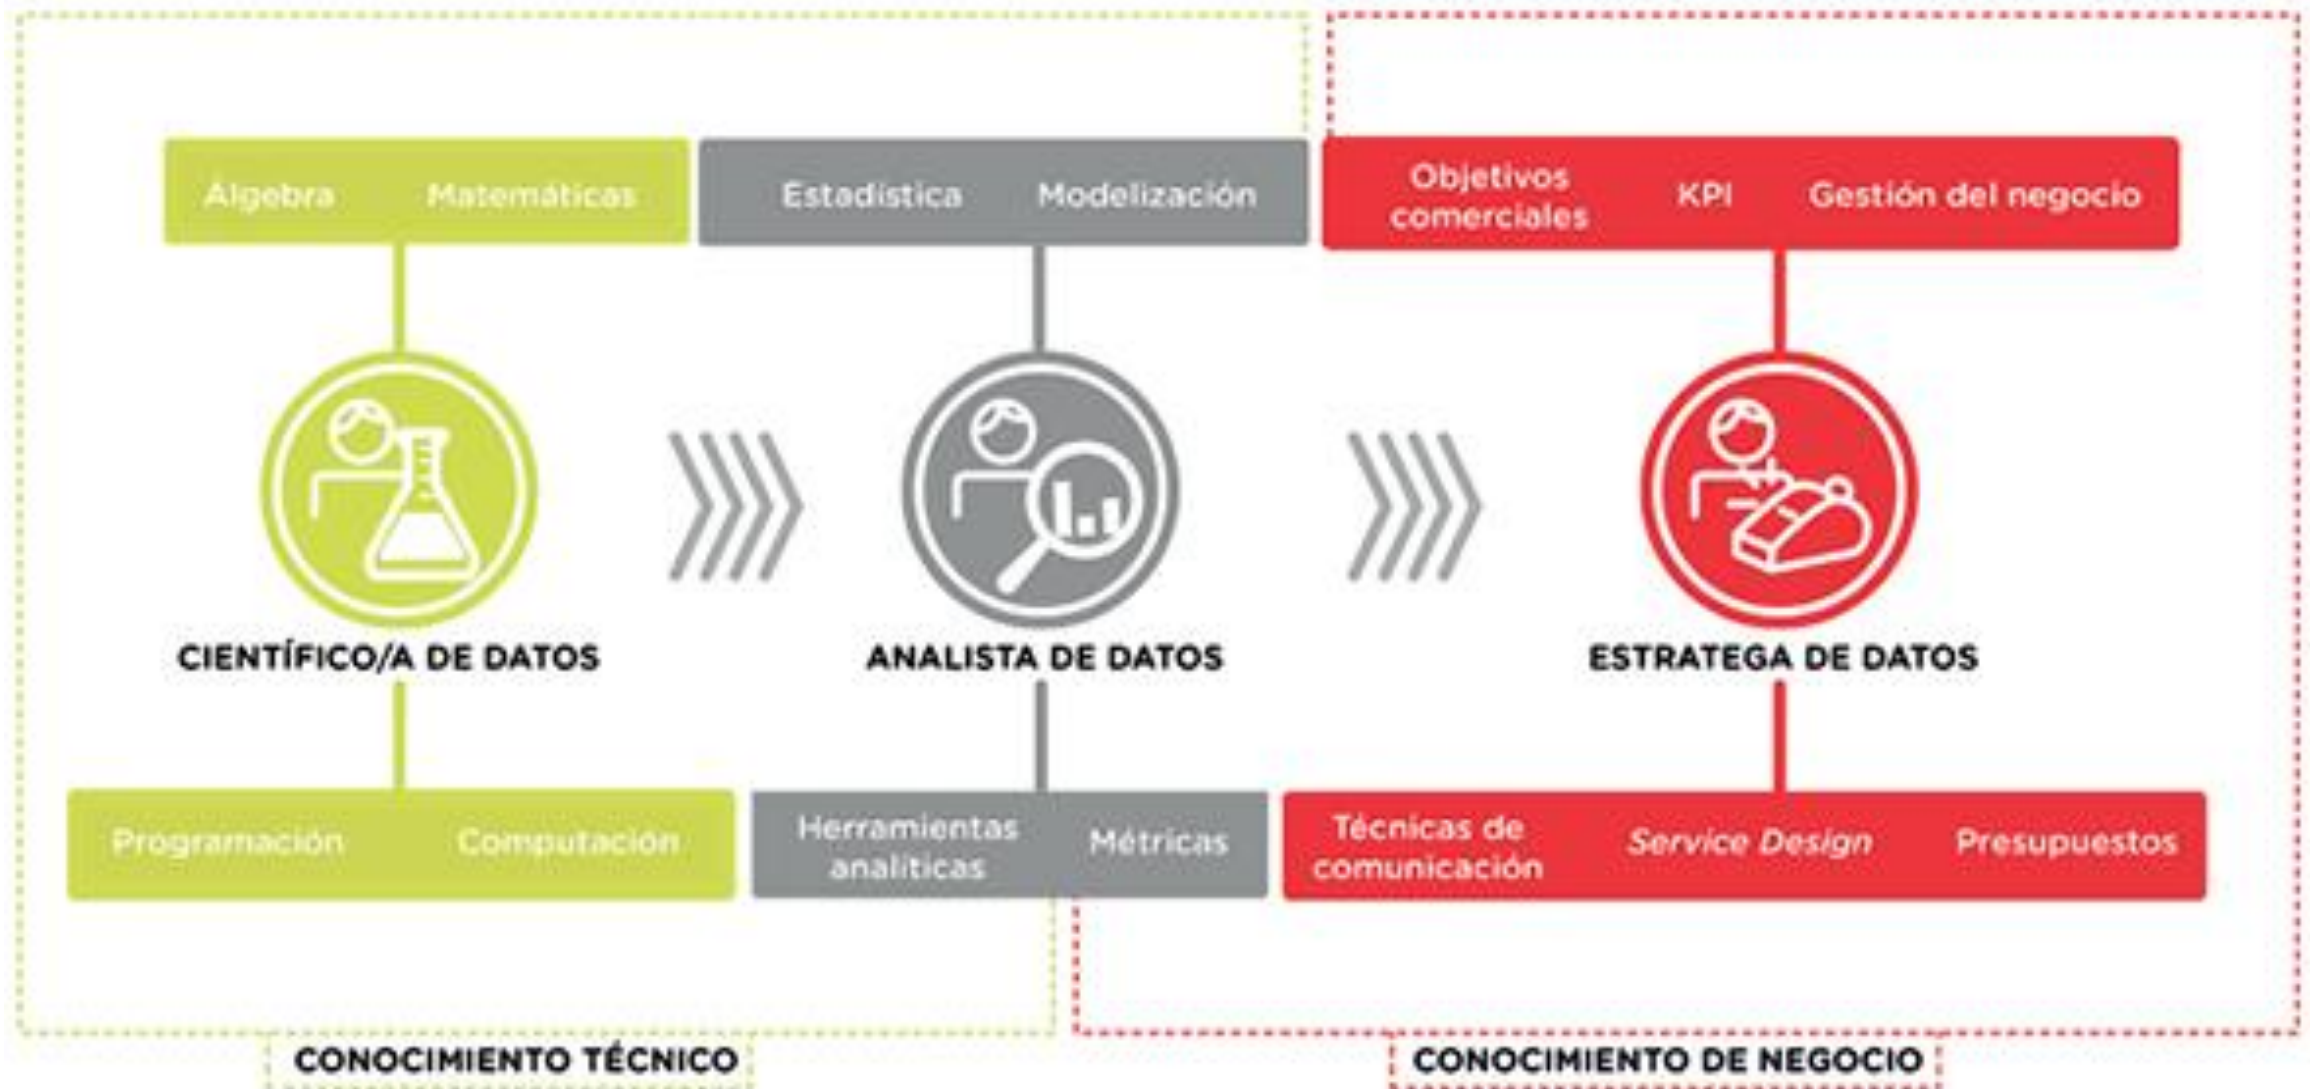 Álgebra Matemáticas
Estadística Modelización
Objetivos
comerciales
KPI
Gestión del negocio
CIENTÍFICO/A DE DATOS
ANALISTA DE DATOS
ESTRATEGA DE DATOS
Programación Computación
Herramientas
analíticas
Métricas
Técnicas de
comunicación
Service Design
Presupuestos
CONOCIMIENTO TÉCNICO
CONOCIMIENTO DE NEGOCIO